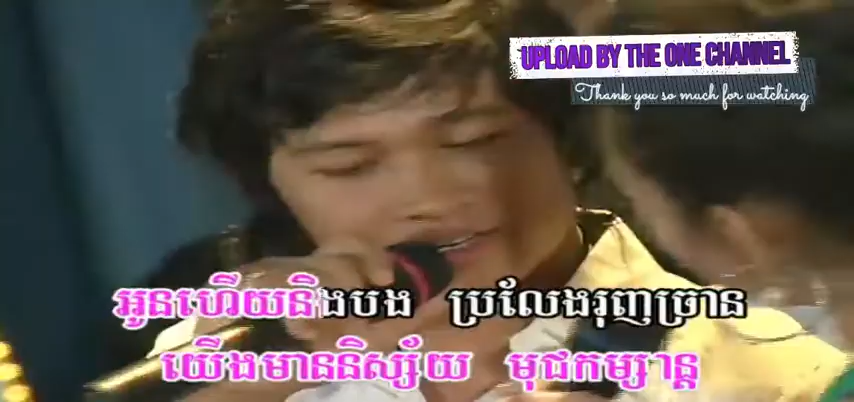 UPLOAD BY THE ONE CHANNEL
Thank you so much for watching
អូនហើយនិងបង ប្រលែងរុញច្រាន
យើងមាននិស្ស័យ មុជកម្សាន្ត